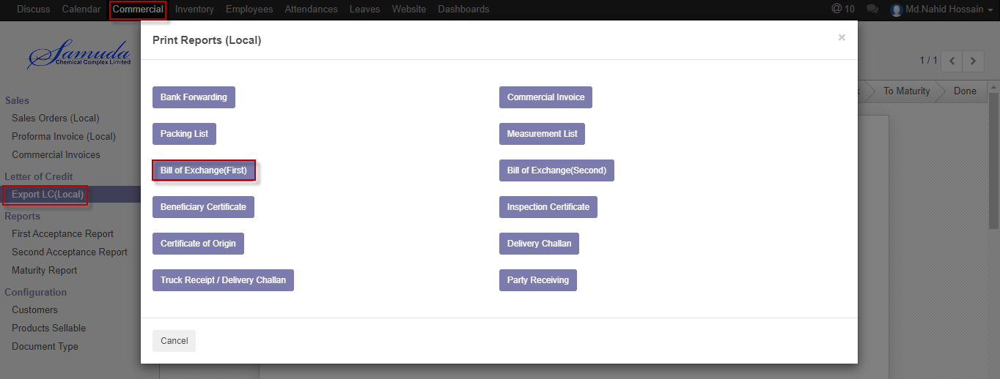 Discuss Calendar Commercial Inventory Employees Attendances Leaves Website Dashboards @ 10 Md.Nahid Hossain
Print Reports (Local) ×
Samuda
Chemical Complex Limited
1 / 1
To Maturity Done
Sales
Sales Orders (Local)
Proforma Invoice (Local)
Commercial Invoices
Letter of Credit
Export LC(Local)
Reports
First Acceptance Report
Second Acceptance Report
Maturity Report
Configuration
Customers
Products Sellable
Document Type
Bank Forwarding Commercial Invoice
Packing List Measurement List
Bill of Exchange(First) Bill of Exchange(Second)
Beneficiary Certificate Inspection Certificate
Certificate of Origin Delivery Challan
Truck Receipt / Delivery Challan Party Receiving
Cancel